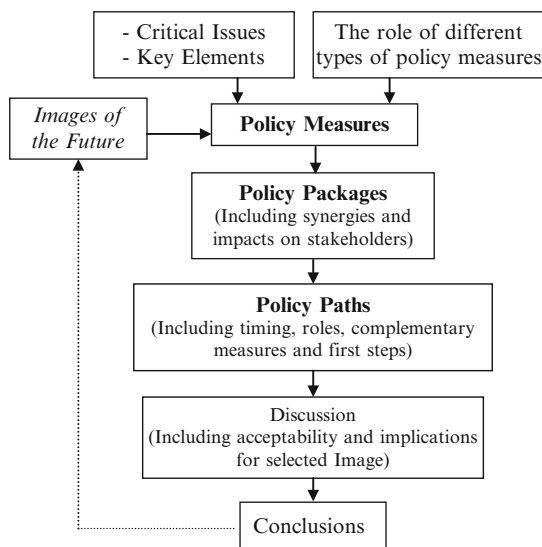 - Critical Issues
- Key Elements
The role of different
types of policy measures
Images of
the Future
Policy Measures
Policy Packages
(Including synergies and
impacts on stakeholders)
Policy Paths
(Including timing, roles, complementary
measures and first steps)
Discussion
(Including acceptability and implications
for selected Image)
Conclusions